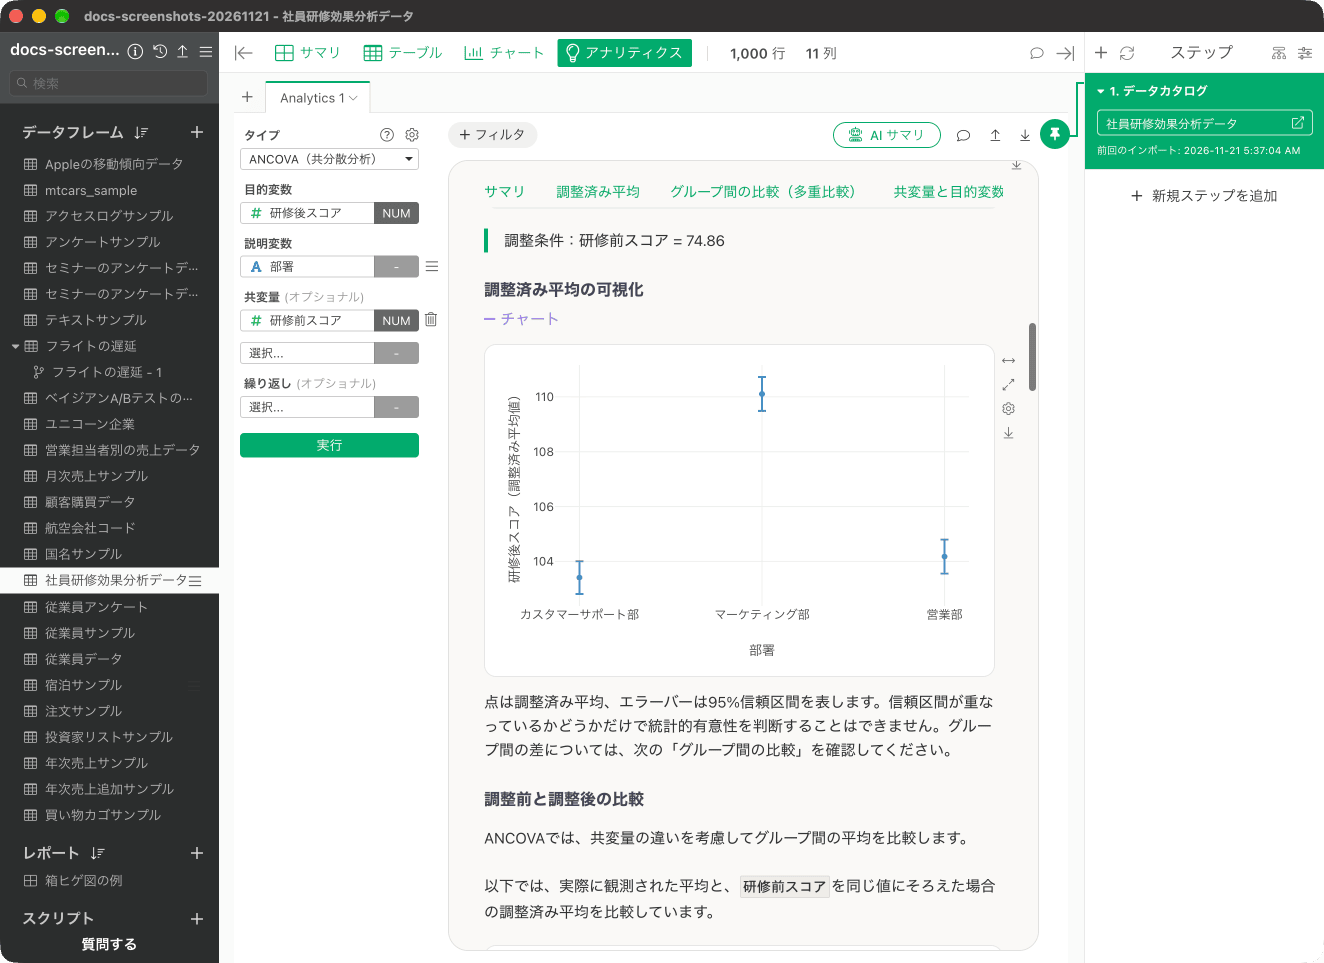 docs-screenshots-20261121 - 社員研修効果分析データ
docs-screen...
検索
データフレーム
Appleの移動傾向データ
mtcars_sample
アクセスログサンプル
アンケートサンプル
セミナーのアンケートデ...
セミナーのアンケートデ...
テキストサンプル
フライトの遅延
フライトの遅延 - 1
ベイジアンA/Bテストの...
ユニコーン企業
営業担当者別の売上データ
月次売上サンプル
顧客購買データ
航空会社コード
国名サンプル
社員研修効果分析データ
従業員アンケート
従業員サンプル
従業員データ
宿泊サンプル
注文サンプル
投資家リストサンプル
年次売上サンプル
年次売上追加サンプル
買い物カゴサンプル
レポート
箱ヒゲ図の例
スクリプト
質問する
サマリ
テーブル
チャート
アナリティクス
1,000 行
11 列
Analytics 1
タイプ
ANCOVA（共分散分析）
目的変数
# 研修後スコア NUM
説明変数
A 部署 -
共変量 (オプショナル)
# 研修前スコア NUM
選択... -
繰り返し (オプショナル)
選択... -
実行
+ フィルタ
AI サマリ
サマリ
調整済み平均
グループ間の比較（多重比較）
共変量と目的変数
調整条件：研修前スコア = 74.86
調整済み平均の可視化
チャート
研修後スコア（調整済み平均値）
110
108
106
104
カスタマーサポート部
マーケティング部
営業部
部署
点は調整済み平均、エラーバーは95%信頼区間を表します。信頼区間が重な
っているかどうかだけで統計的有意性を判断することはできません。グルー
プ間の差については、次の「グループ間の比較」を確認してください。
調整前と調整後の比較
ANCOVAでは、共変量の違いを考慮してグループ間の平均を比較します。
以下では、実際に観測された平均と、研修前スコアを同じ値にそろえた場合
の調整済み平均を比較しています。
ステップ
1. データカタログ
社員研修効果分析データ
前回のインポート: 2026-11-21 5:37:04 AM
+ 新規ステップを追加